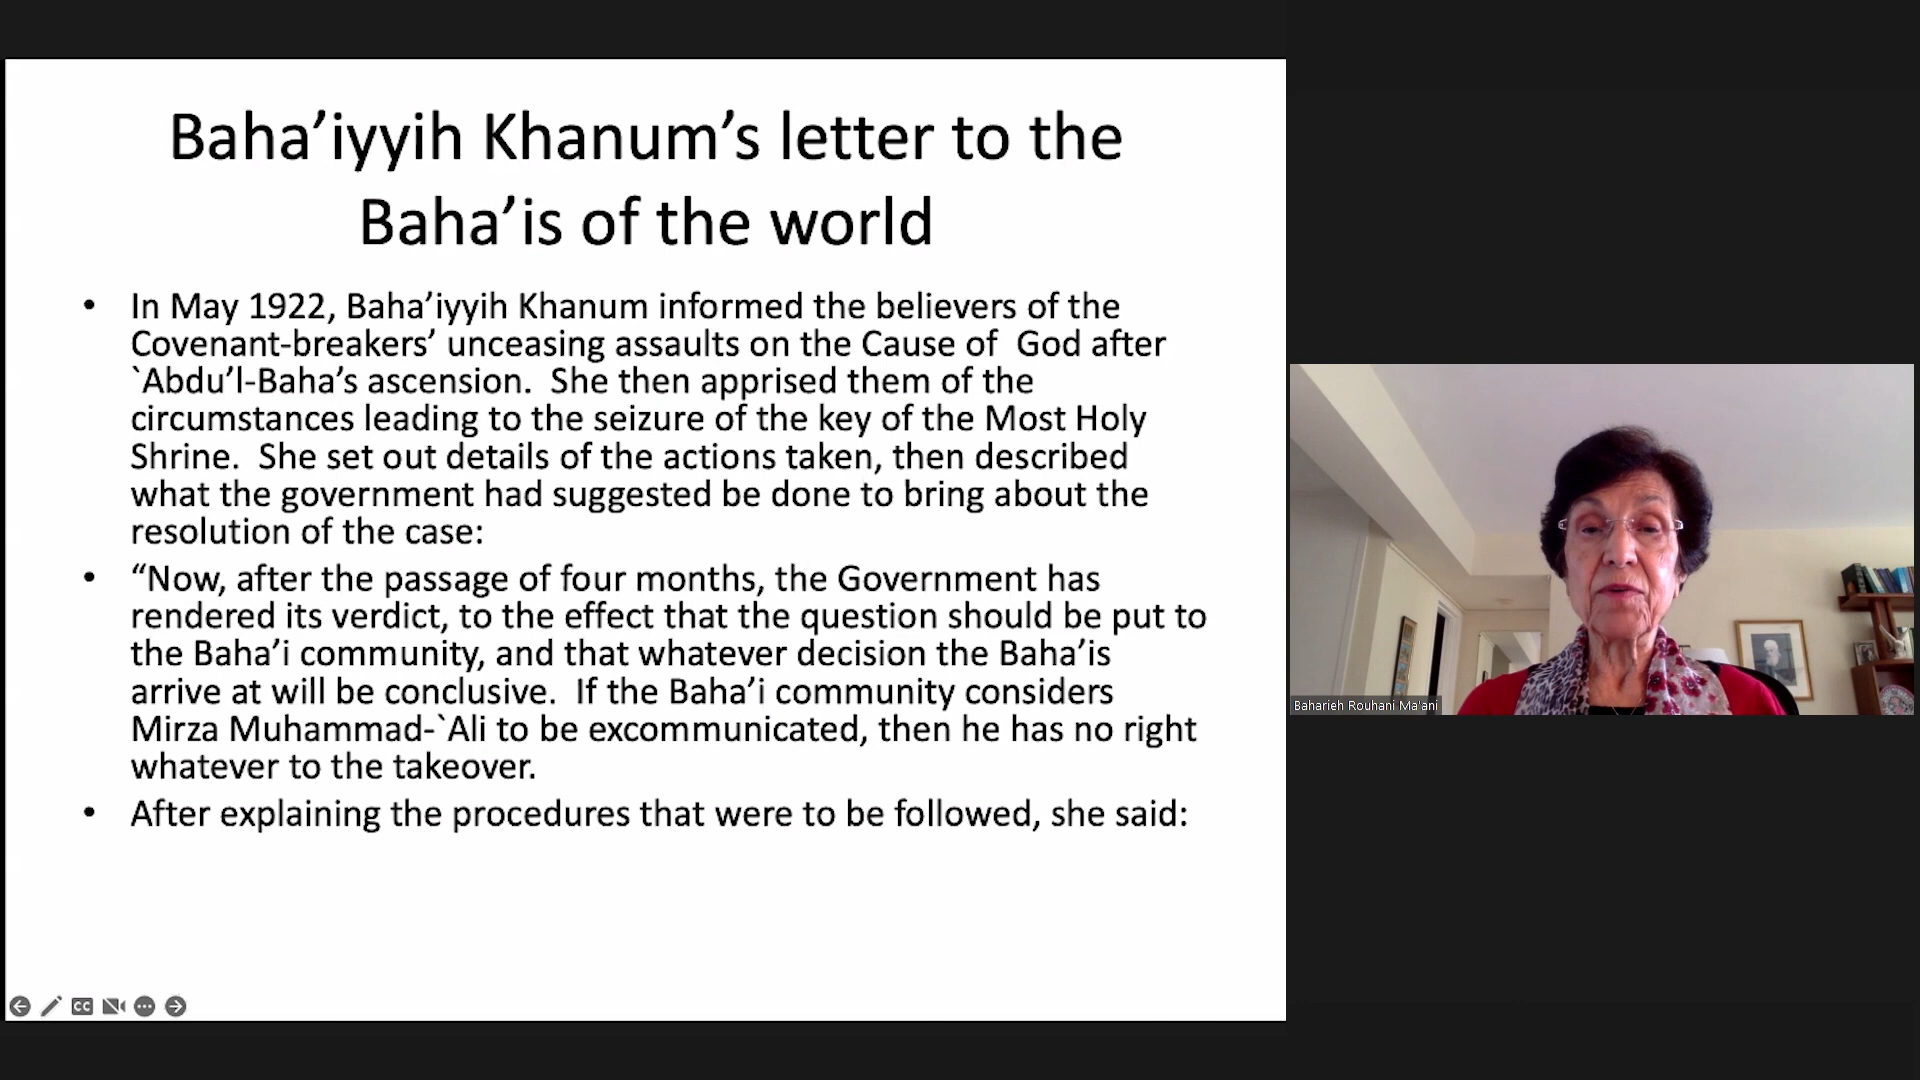 Baha’iyyih Khanum’s letter to the
Baha’is of the world
• In May 1922, Baha’iyyih Khanum informed the believers of the
Covenant-breakers’ unceasing assaults on the Cause of  God after
`Abdu’l-Baha’s ascension.  She then apprised them of the
circumstances leading to the seizure of the key of the Most Holy
Shrine.  She set out details of the actions taken, then described
what the government had suggested be done to bring about the
resolution of the case:
• “Now, after the passage of four months, the Government has
rendered its verdict, to the effect that the question should be put to
the Baha’i community, and that whatever decision the Baha’is
arrive at will be conclusive.  If the Baha’i community considers
Mirza Muhammad-`Ali to be excommunicated, then he has no right
whatever to the takeover.
• After explaining the procedures that were to be followed, she said:
CC
Baharieh Rouhani Ma'ani